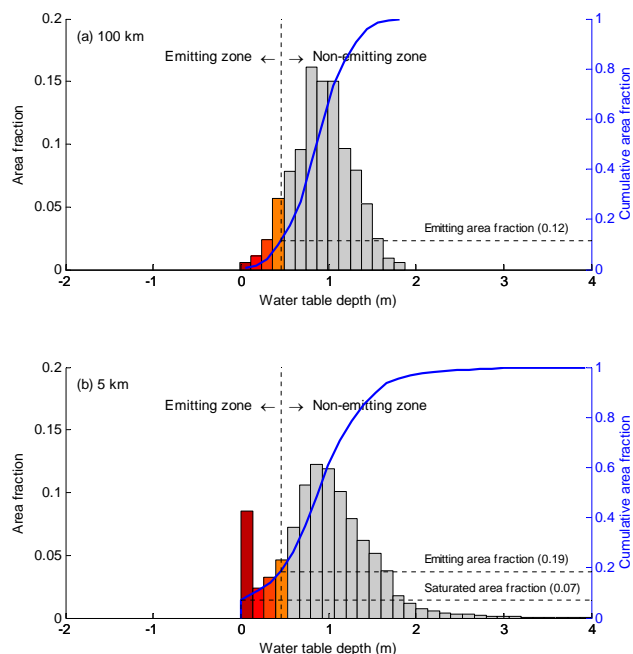 (a) 100 km
Emitting zone ← → Non-emitting zone
Emitting area fraction (0.12)
0.2
0.15
0.1
0.05
0
Area fraction
1
0.8
0.6
0.4
0.2
0
Cumulative area fraction
-2 -1 0 1 2 3 4
Water table depth (m)
(b) 5 km
Emitting zone ← → Non-emitting zone
Emitting area fraction (0.19)
Saturated area fraction (0.07)
0.2
0.15
0.1
0.05
0
Area fraction
1
0.8
0.6
0.4
0.2
0
Cumulative area fraction
-2 -1 0 1 2 3 4
Water table depth (m)